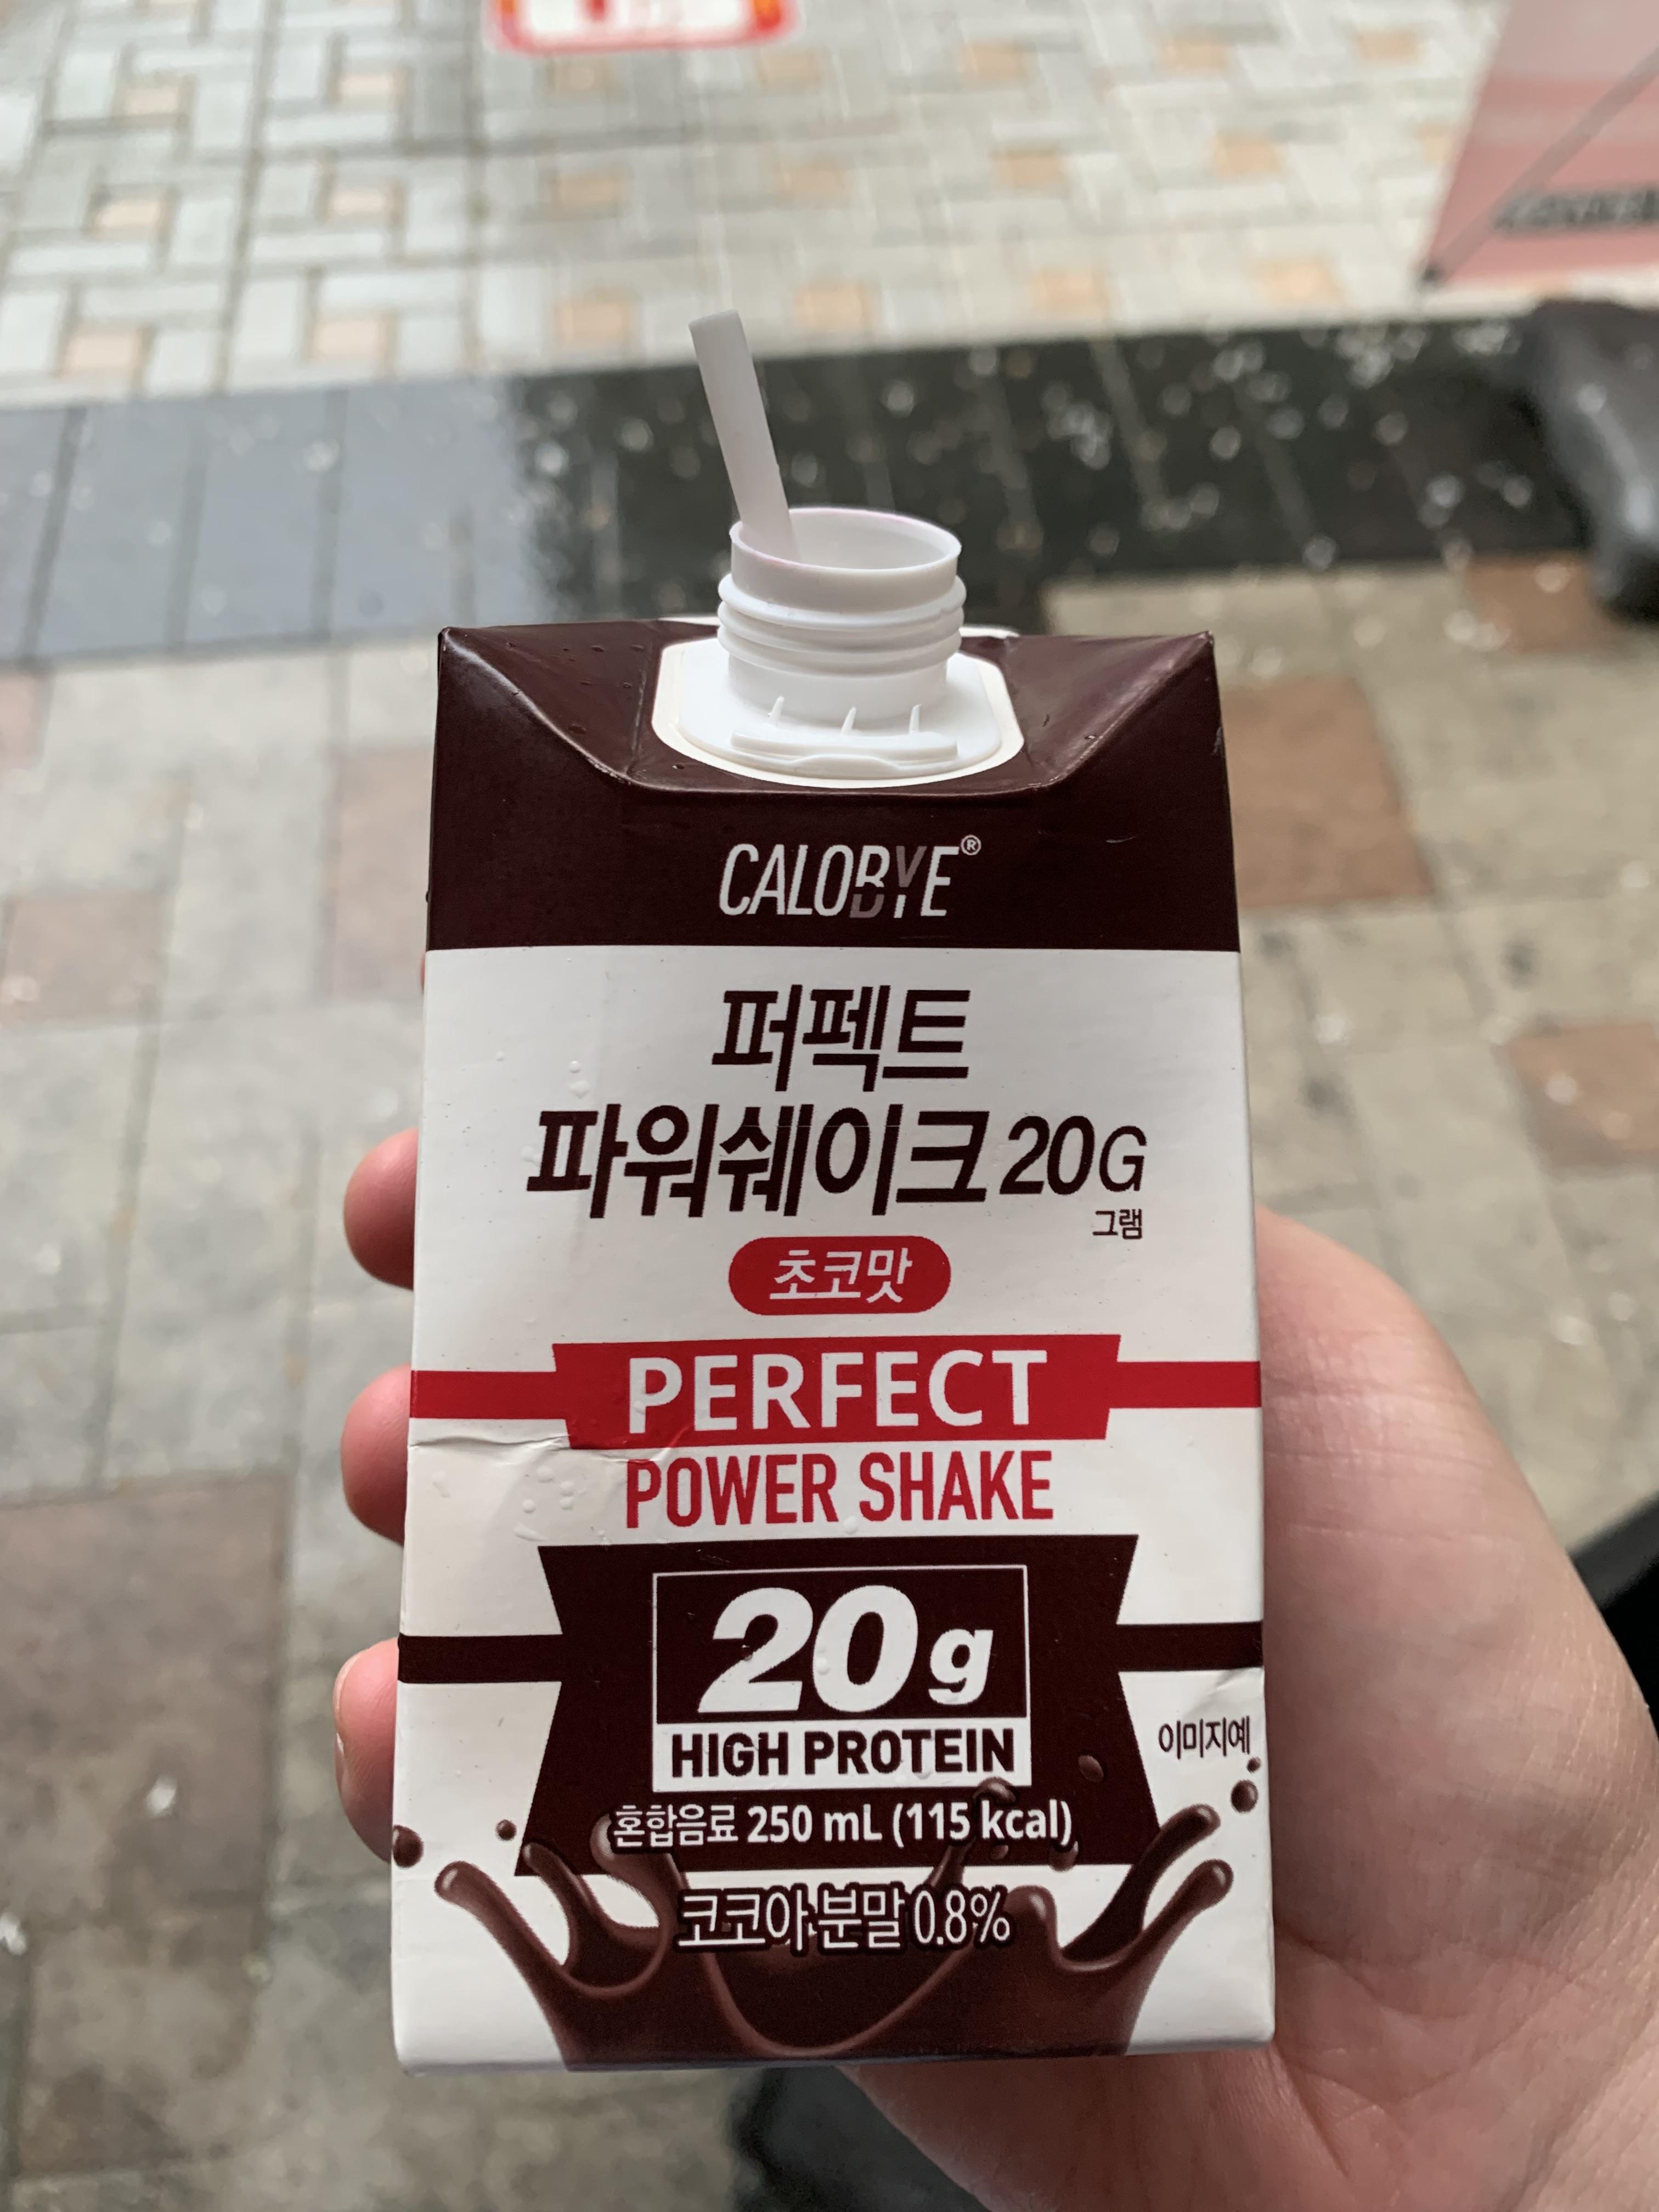 CALOBYE®
퍼펙트
파워쉐이크 20G
그램
초코맛
PERFECT
POWER SHAKE
20g
HIGH PROTEIN
이미지예
혼합음료 250 mL (115 kcal)
코코아분말 0.8%